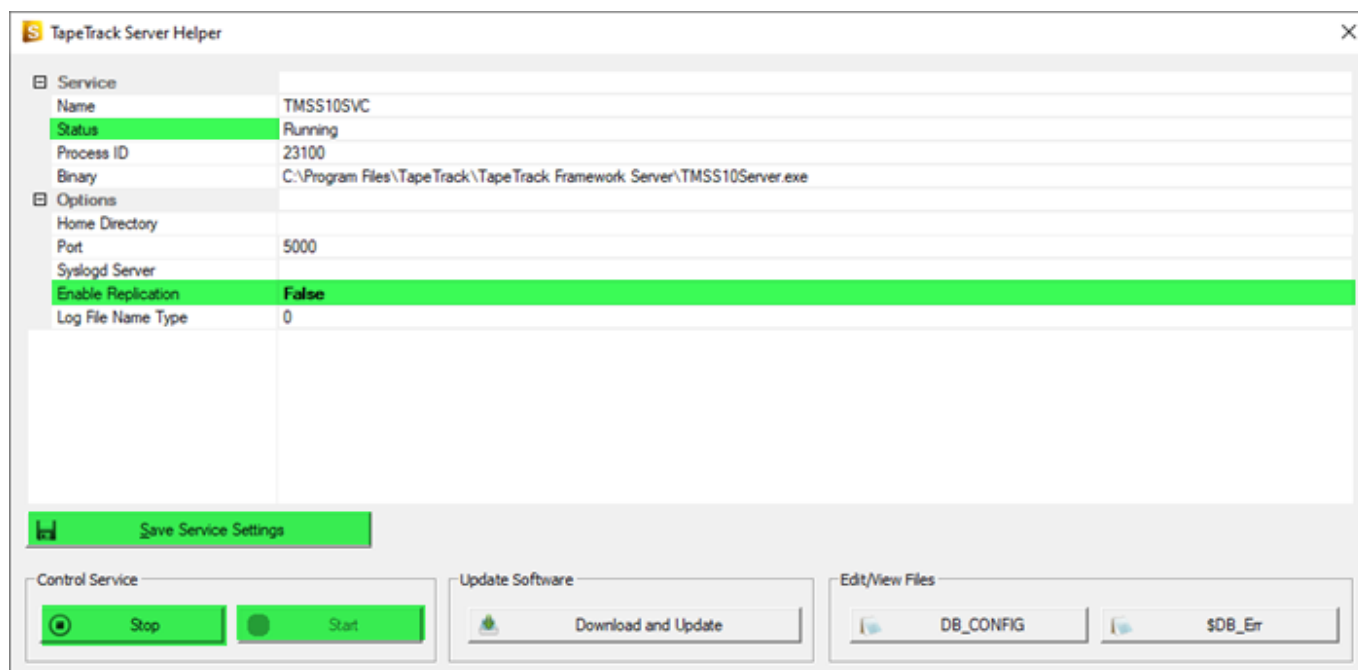 TapeTrack Server Helper
Service
Name TMSS10SVC
Status Running
Process ID 23100
Binary C:\Program Files\TapeTrack\TapeTrack Framework Server\TMSS10Server.exe
Options
Home Directory
Port 5000
Syslogd Server
Enable Replication False
Log File Name Type 0
Save Service Settings
Control Service Update Software Edit/View Files
Stop Start Download and Update DB_CONFIG $DB_Err